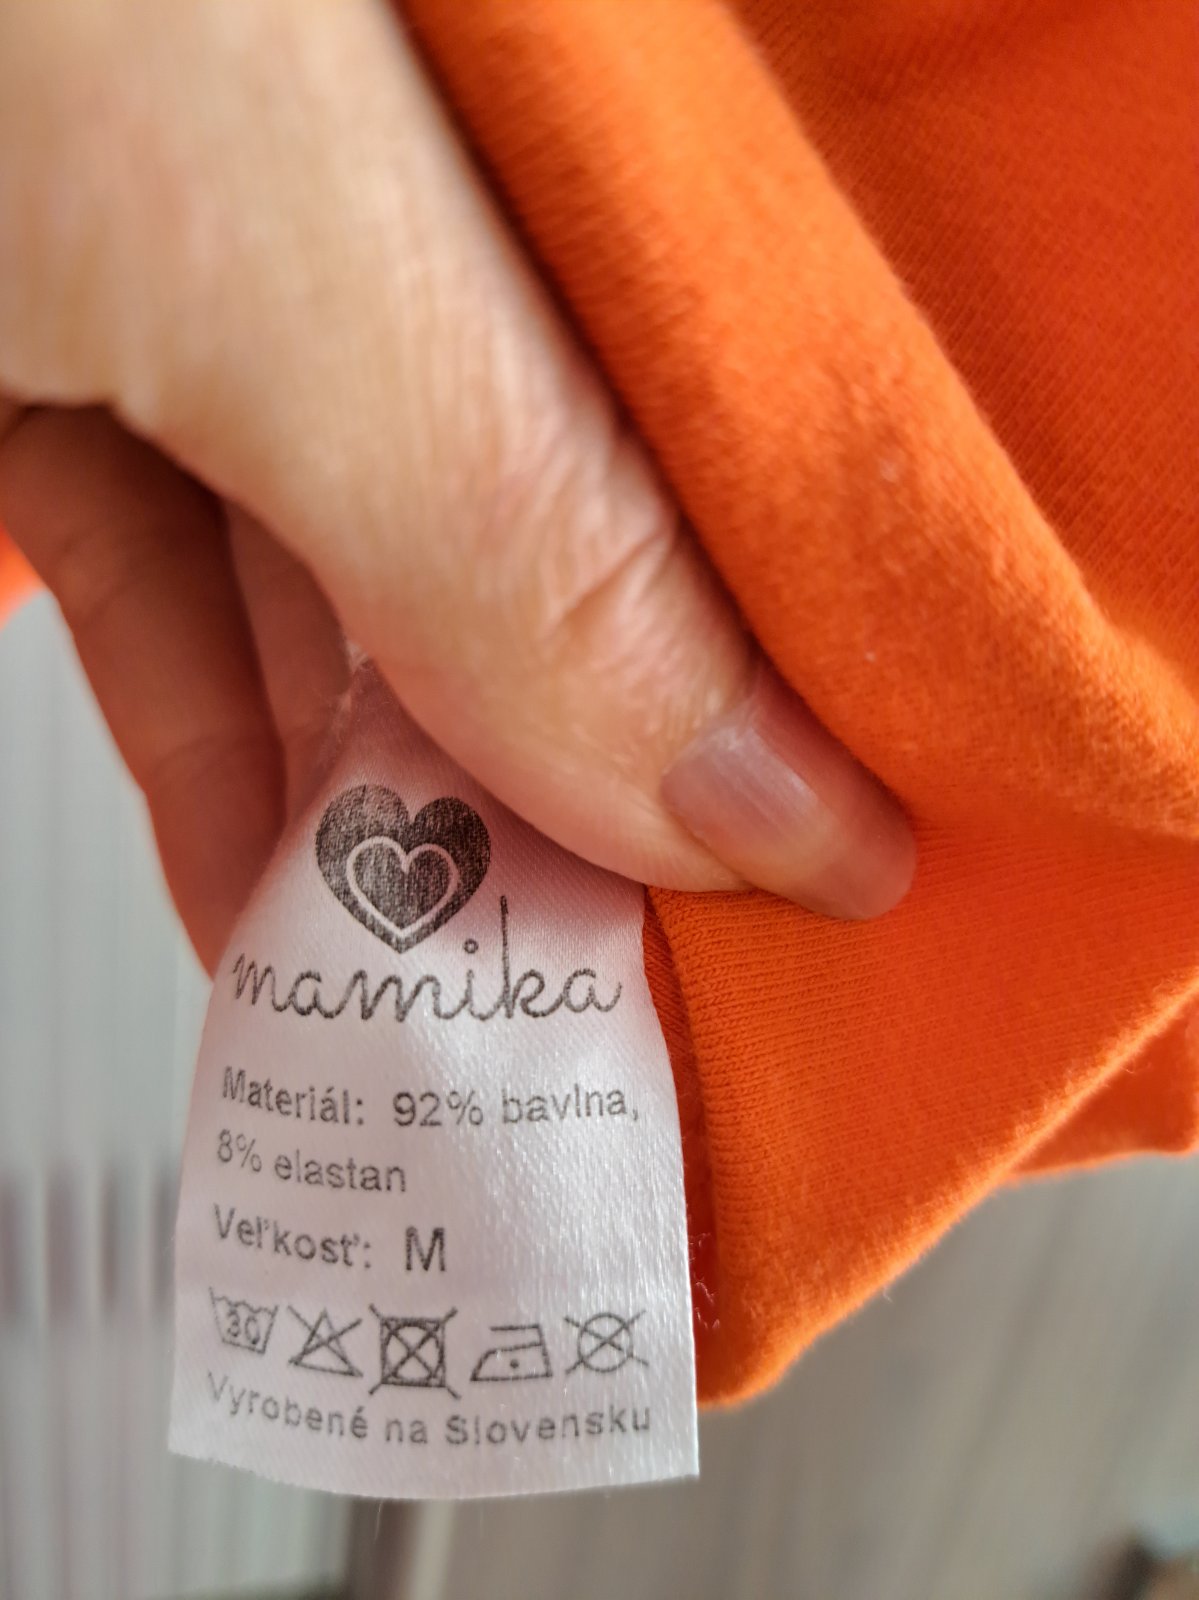 mamika
Materiál: 92% bavlna,
8% elastan
Veľkosť: M
30
Vyrobené na Slovensku